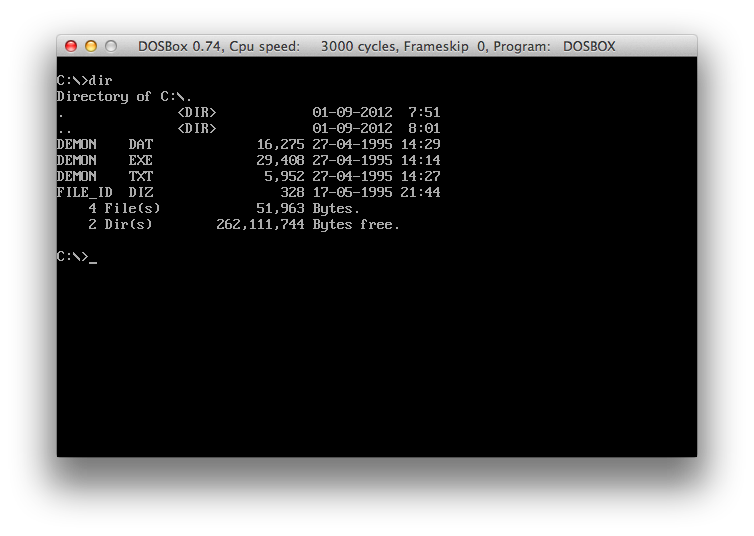 DOSBox 0.74, Cpu speed:     3000 cycles, Frameskip  0, Program:   DOSBOX
C:\>dir
Directory of C:\.
.              <DIR>            01-09-2012  7:51
..             <DIR>            01-09-2012  8:01
DEMON    DAT             16,275 27-04-1995 14:29
DEMON    EXE             29,408 27-04-1995 14:14
DEMON    TXT              5,952 27-04-1995 14:27
FILE_ID  DIZ                328 17-05-1995 21:44
    4 File(s)            51,963 Bytes.
    2 Dir(s)        262,111,744 Bytes free.
C:\>_